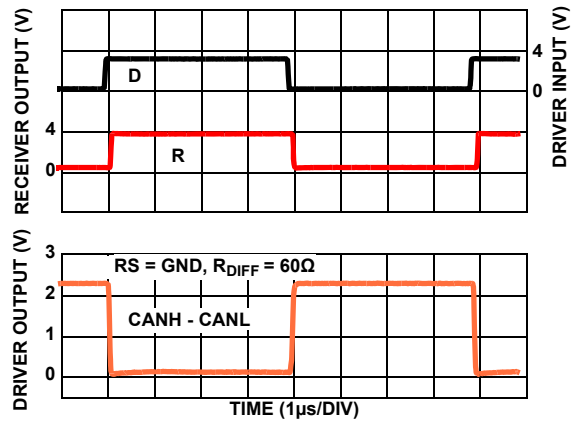 RECEIVER OUTPUT (V)
4
0
D
R
4
0
DRIVER INPUT (V)
DRIVER OUTPUT (V)
3
2
1
0
RS = GND, RDIFF = 60Ω
CANH - CANL
TIME (1µs/DIV)